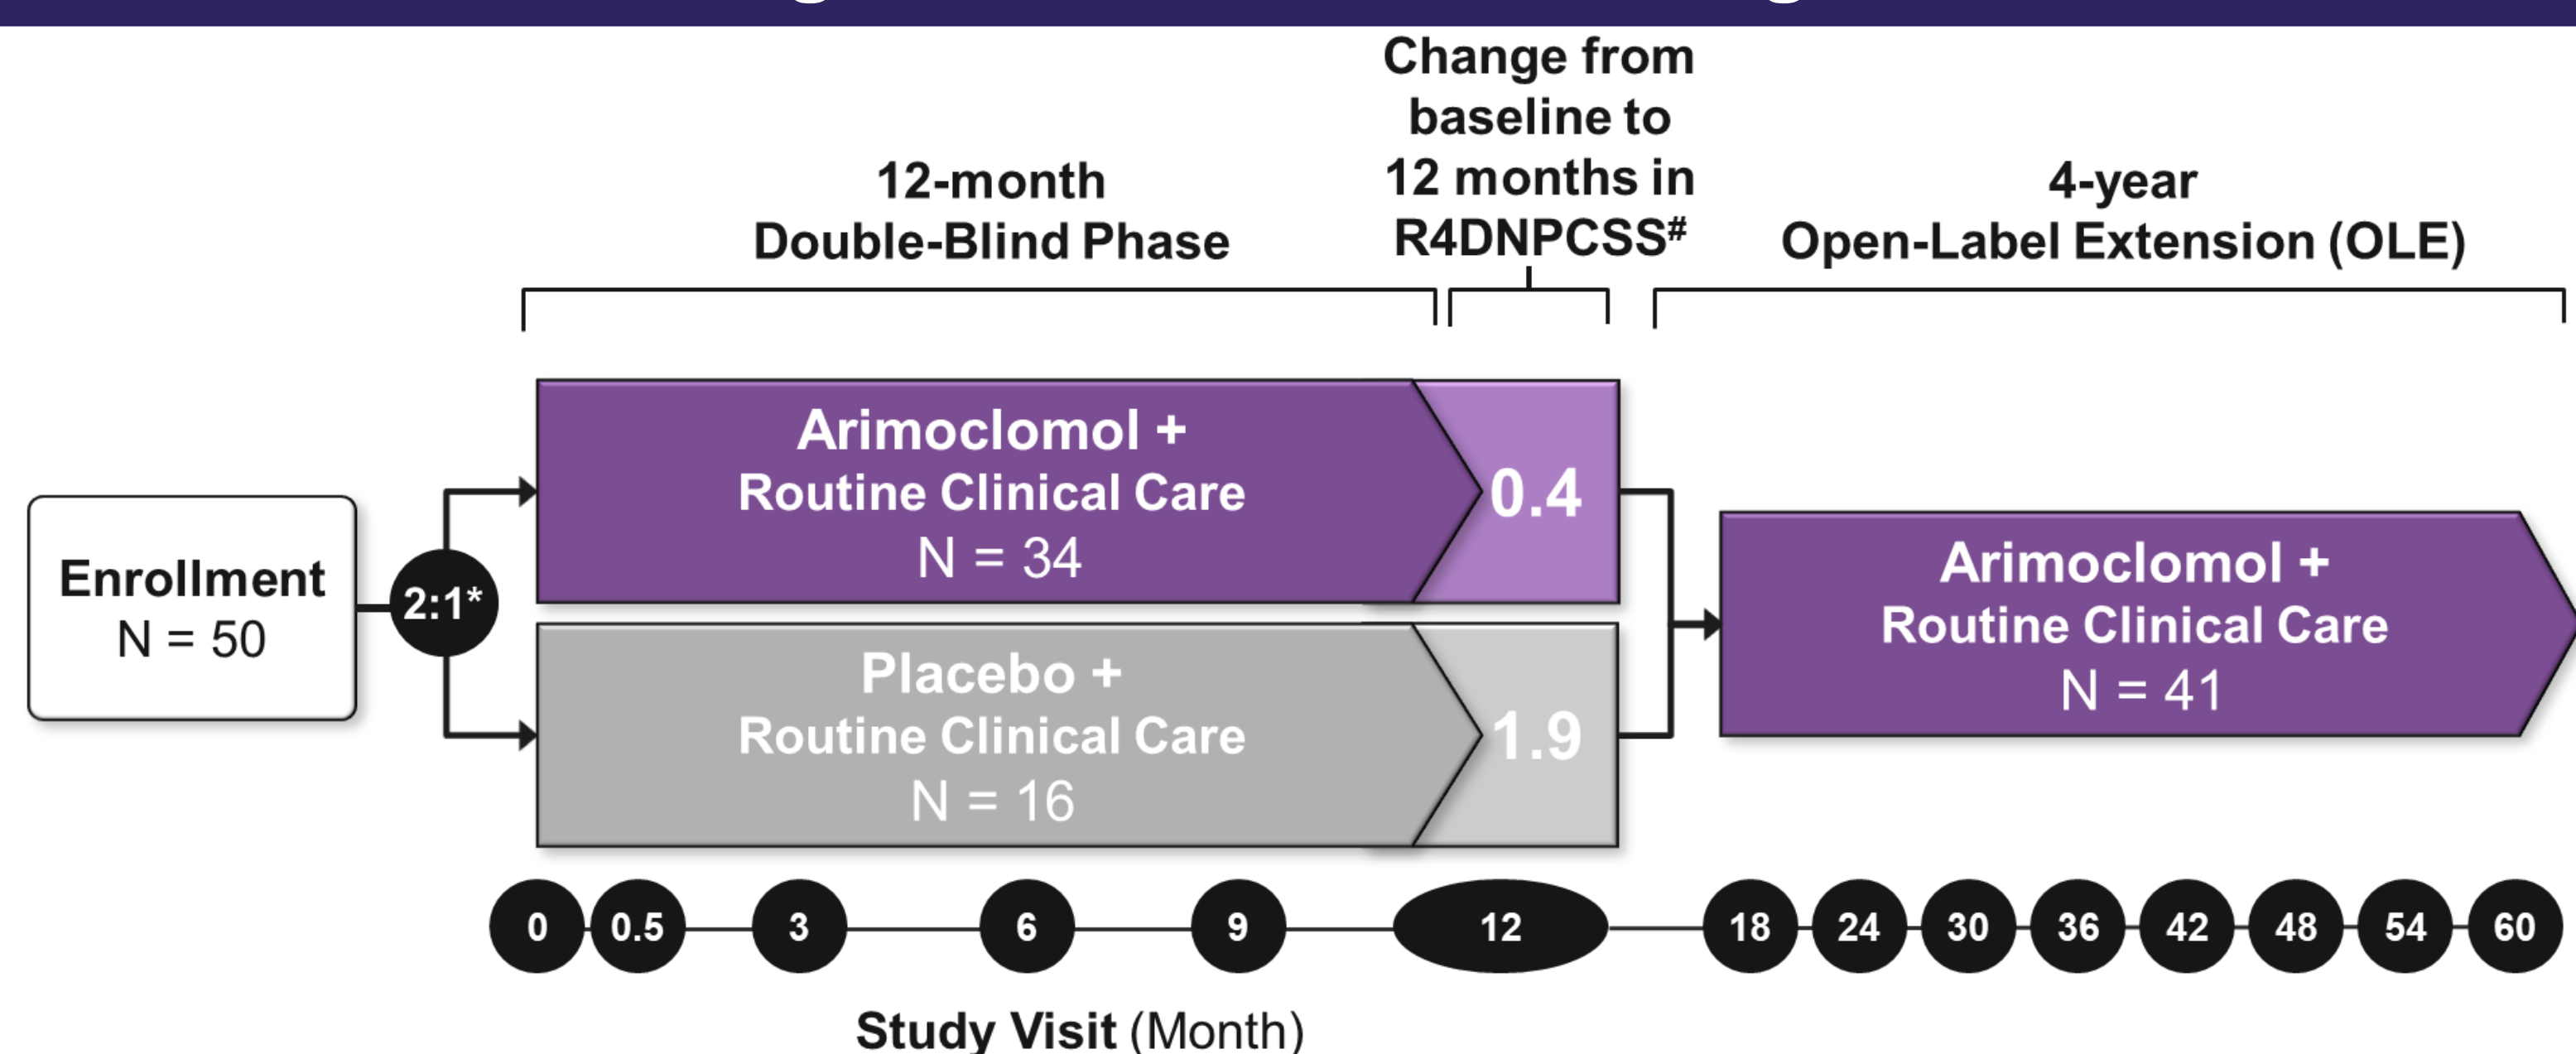 Change from
baseline to
12 months in
R4DNPCSS#
12-month
Double-Blind Phase
4-year
Open-Label Extension (OLE)
Enrollment
N = 50
2:1*
Arimoclomol +
Routine Clinical Care
N = 34
0.4
Placebo +
Routine Clinical Care
N = 16
1.9
Arimoclomol +
Routine Clinical Care
N = 41
0 0.5 3 6 9 12 18 24 30 36 42 48 54 60
Study Visit (Month)